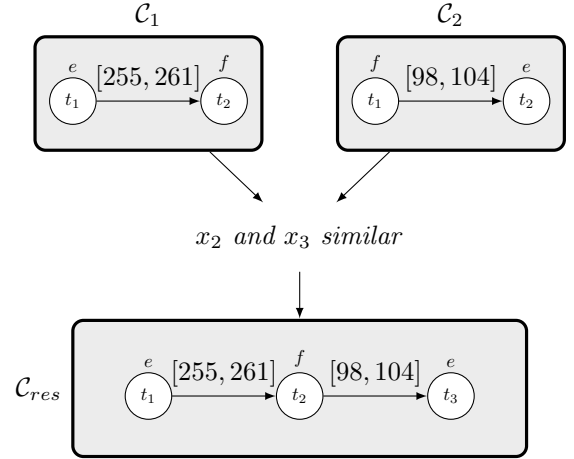 C₁ C₂
e [255, 261] f
t₁ t₂
f [98, 104] e
t₁ t₂
x₂ and x₃ similar
C_res
e [255, 261] f [98, 104] e
t₁ t₂ t₃